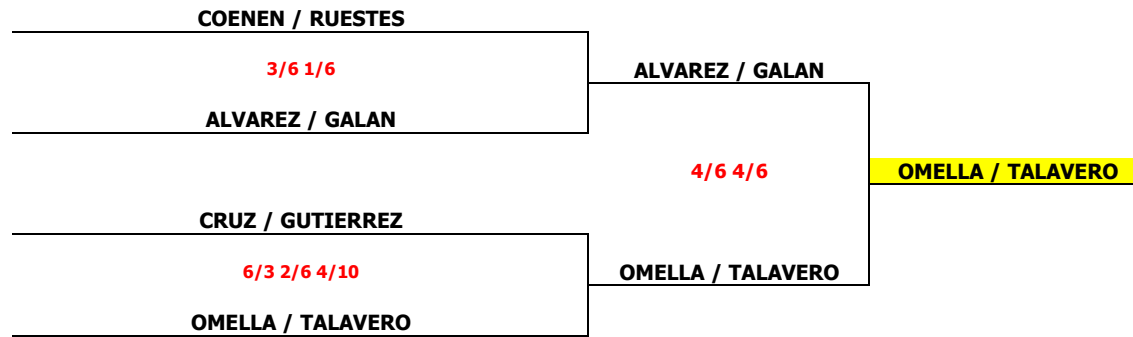 COENEN / RUESTES
3/6 1/6
ALVAREZ / GALAN
ALVAREZ / GALAN
4/6 4/6
OMELLA / TALAVERO
CRUZ / GUTIERREZ
6/3 2/6 4/10
OMELLA / TALAVERO
OMELLA / TALAVERO